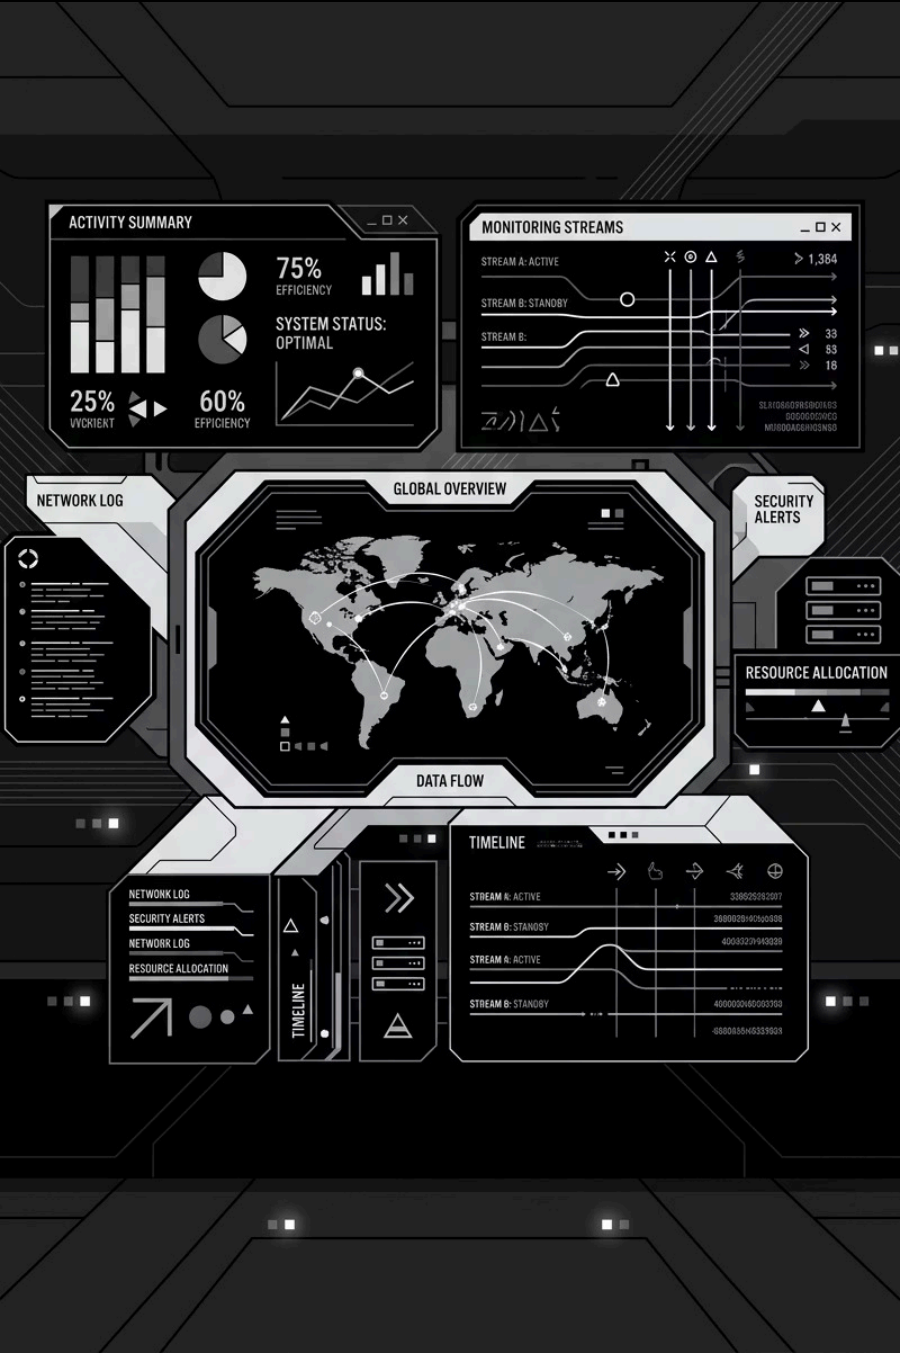 ACTIVITY SUMMARY
75%
EFFICIENCY
SYSTEM STATUS:
OPTIMAL
25%
60%
EFPICIENCY
MONITORING STREAMS
STREAM A: ACTIVE
1,384
STREAM B: STANDBY
STREAM B:
33
53
16
NETWORK LOG
GLOBAL OVERVIEW
SECURITY
ALERTS
RESOURCE ALLOCATION
DATA FLOW
NETWORK LOG
SECURITY ALERTS
NETWORR LOG
RESOURCE ALLOCATION
TIMELINE
TIMELINE
STREAM A: ACTIVE
STREAM B: STANDBY
STREAM A: ACTIVE
STREAM B: STANDBY